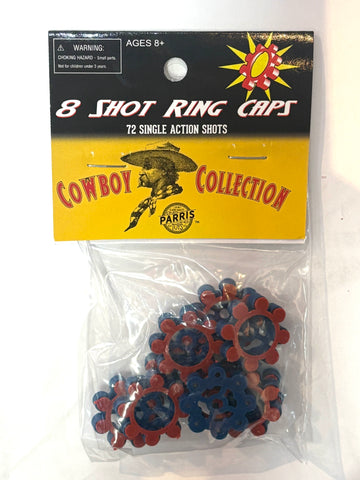 WARNING:
CHOKING HAZARD - Small parts.
Not for children under 3 years.
AGES 8+
8 SHOT RING CAPS
72 SINGLE ACTION SHOTS
COWBOY COLLECTION
PARRIS